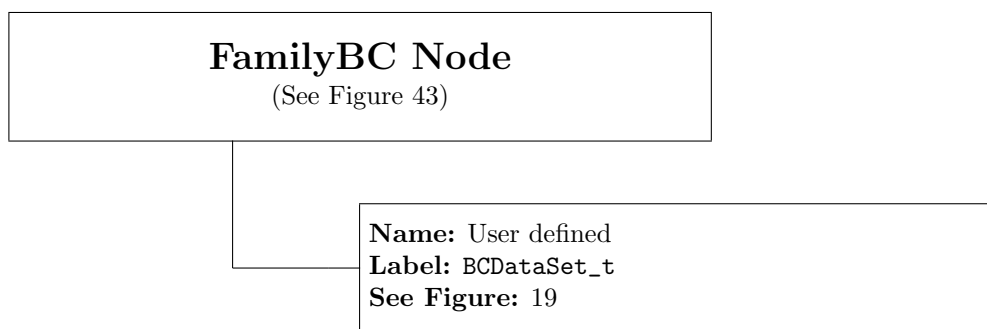 FamilyBC Node
(See Figure 43)
Name: User defined
Label: BCDataSet_t
See Figure: 19